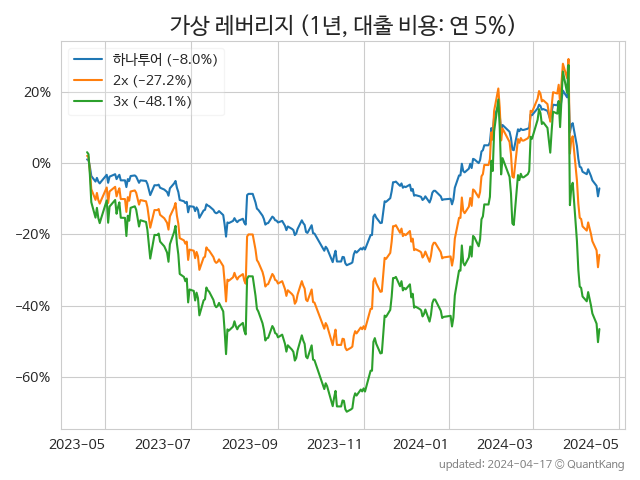 가상 레버리지 (1년, 대출 비용: 연 5%)
하나투어 (−8.0%)
2x (−27.2%)
3x (−48.1%)
20%
0%
−20%
−40%
−60%
2023−05 2023−07 2023−09 2023−11 2024−01 2024−03 2024−05
updated: 2024−04−17 © QuantKang